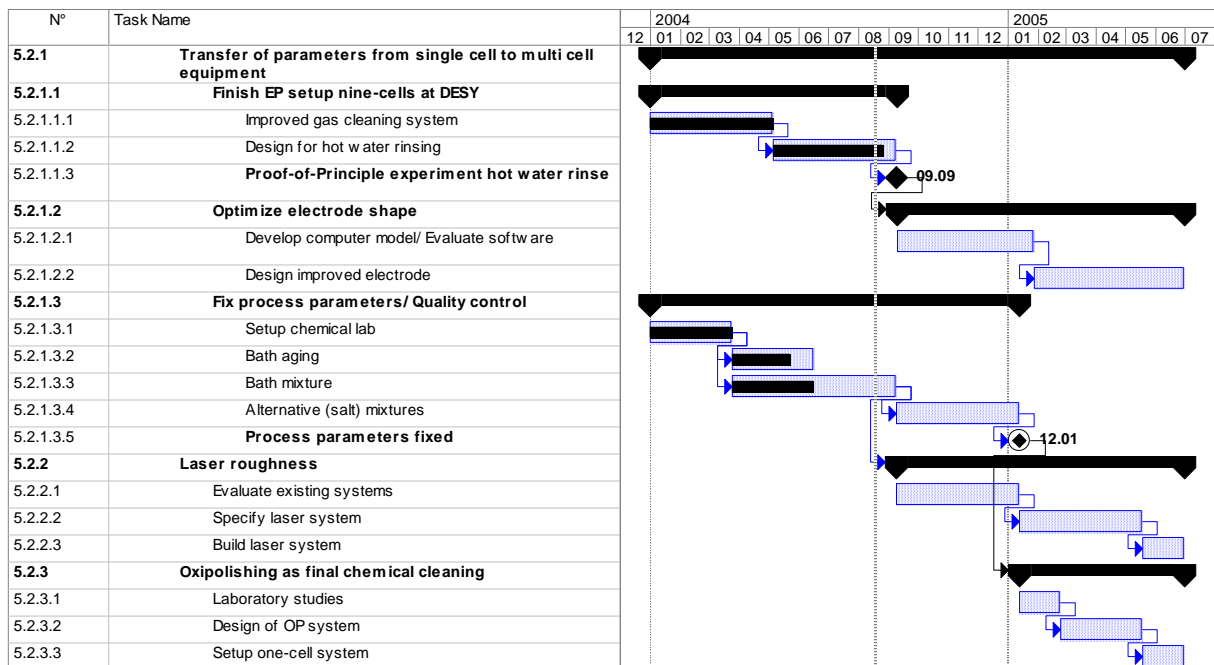 N° Task Name 2004 2005
12 01 02 03 04 05 06 07 08 09 10 11 12 01 02 03 04 05 06 07
5.2.1 Transfer of parameters from single cell to multi cell
equipment
5.2.1.1 Finish EP setup nine-cells at DESY
5.2.1.1.1 Improved gas cleaning system
5.2.1.1.2 Design for hot water rinsing
5.2.1.1.3 Proof-of-Principle experiment hot water rinse 09.09
5.2.1.2 Optimize electrode shape
5.2.1.2.1 Develop computer model/ Evaluate software
5.2.1.2.2 Design improved electrode
5.2.1.3 Fix process parameters/ Quality control
5.2.1.3.1 Setup chemical lab
5.2.1.3.2 Bath aging
5.2.1.3.3 Bath mixture
5.2.1.3.4 Alternative (salt) mixtures
5.2.1.3.5 Process parameters fixed 12.01
5.2.2 Laser roughness
5.2.2.1 Evaluate existing systems
5.2.2.2 Specify laser system
5.2.2.3 Build laser system
5.2.3 Oxipolishing as final chemical cleaning
5.2.3.1 Laboratory studies
5.2.3.2 Design of OP system
5.2.3.3 Setup one-cell system